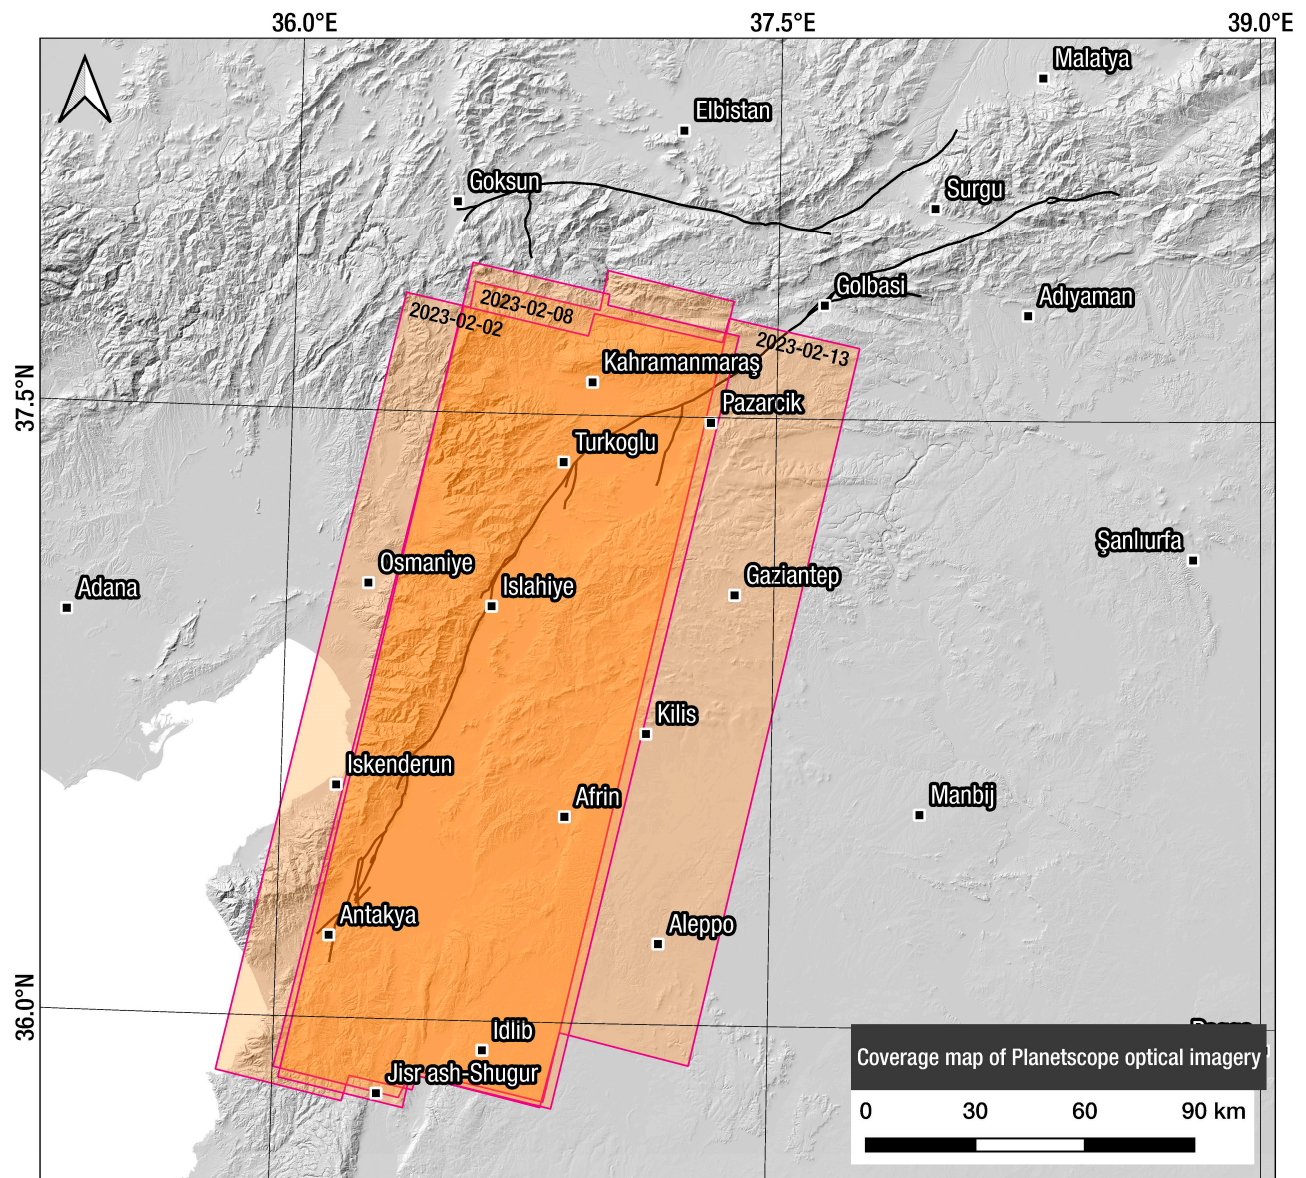 36.0°E
37.5°E
39.0°E
Malatya
Elbistan
Goksun
Surgu
Golbasi
Adıyaman
2023-02-08
2023-02-02
2023-02-13
Kahramanmaraş
37.5°N
Pazarcik
Turkoglu
Şanlıurfa
Osmaniye
Islahiye
Gaziantep
Adana
Kilis
Iskenderun
Afrin
Manbij
Antakya
Aleppo
36.0°N
Idlib
Jisr ash-Shugur
Coverage map of Planetscope optical imagery
0 30 60 90 km